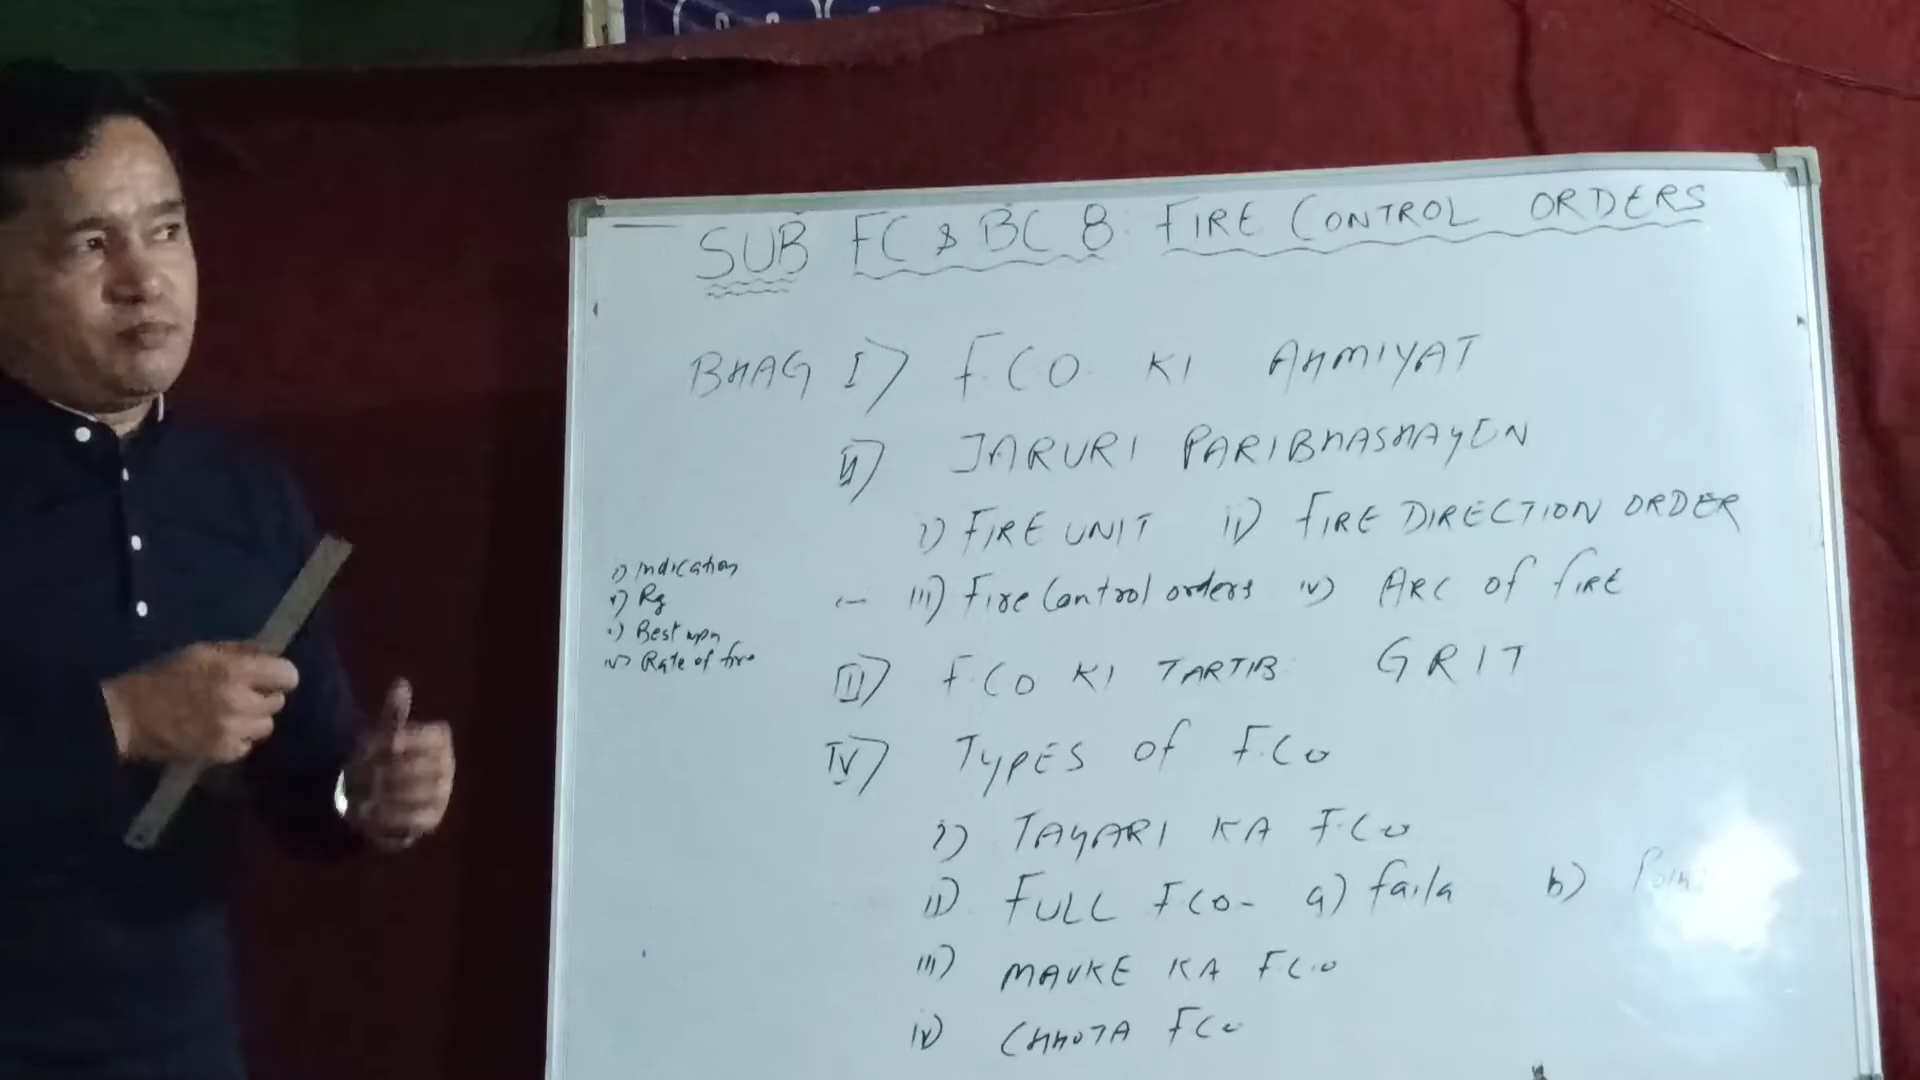 SUB FC & BC 8: FIRE CONTROL ORDERS
BHAG I) F.C.O. KI AHMIYAT
II) JARURI PARIBHASHAYEN
i) FIRE UNIT ii) FIRE DIRECTION ORDER
iii) Fire Control orders iv) ARC of FIRE
i) Indication
ii) Rg
iii) Best wpn
iv) Rate of fire
III) F.C.O KI TARTIB GRIT
IV) TYPES of F.C.O
i) TAYARI KA F.C.O
ii) FULL F.C.O- a) faila b)
iii) MAUKE KA F.C.O
iv) CHHOTA F.C.O